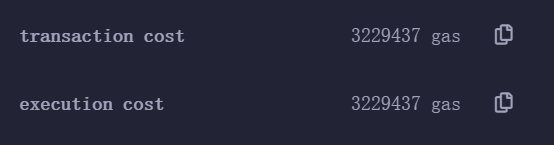 transaction cost 3229437 gas
execution cost 3229437 gas